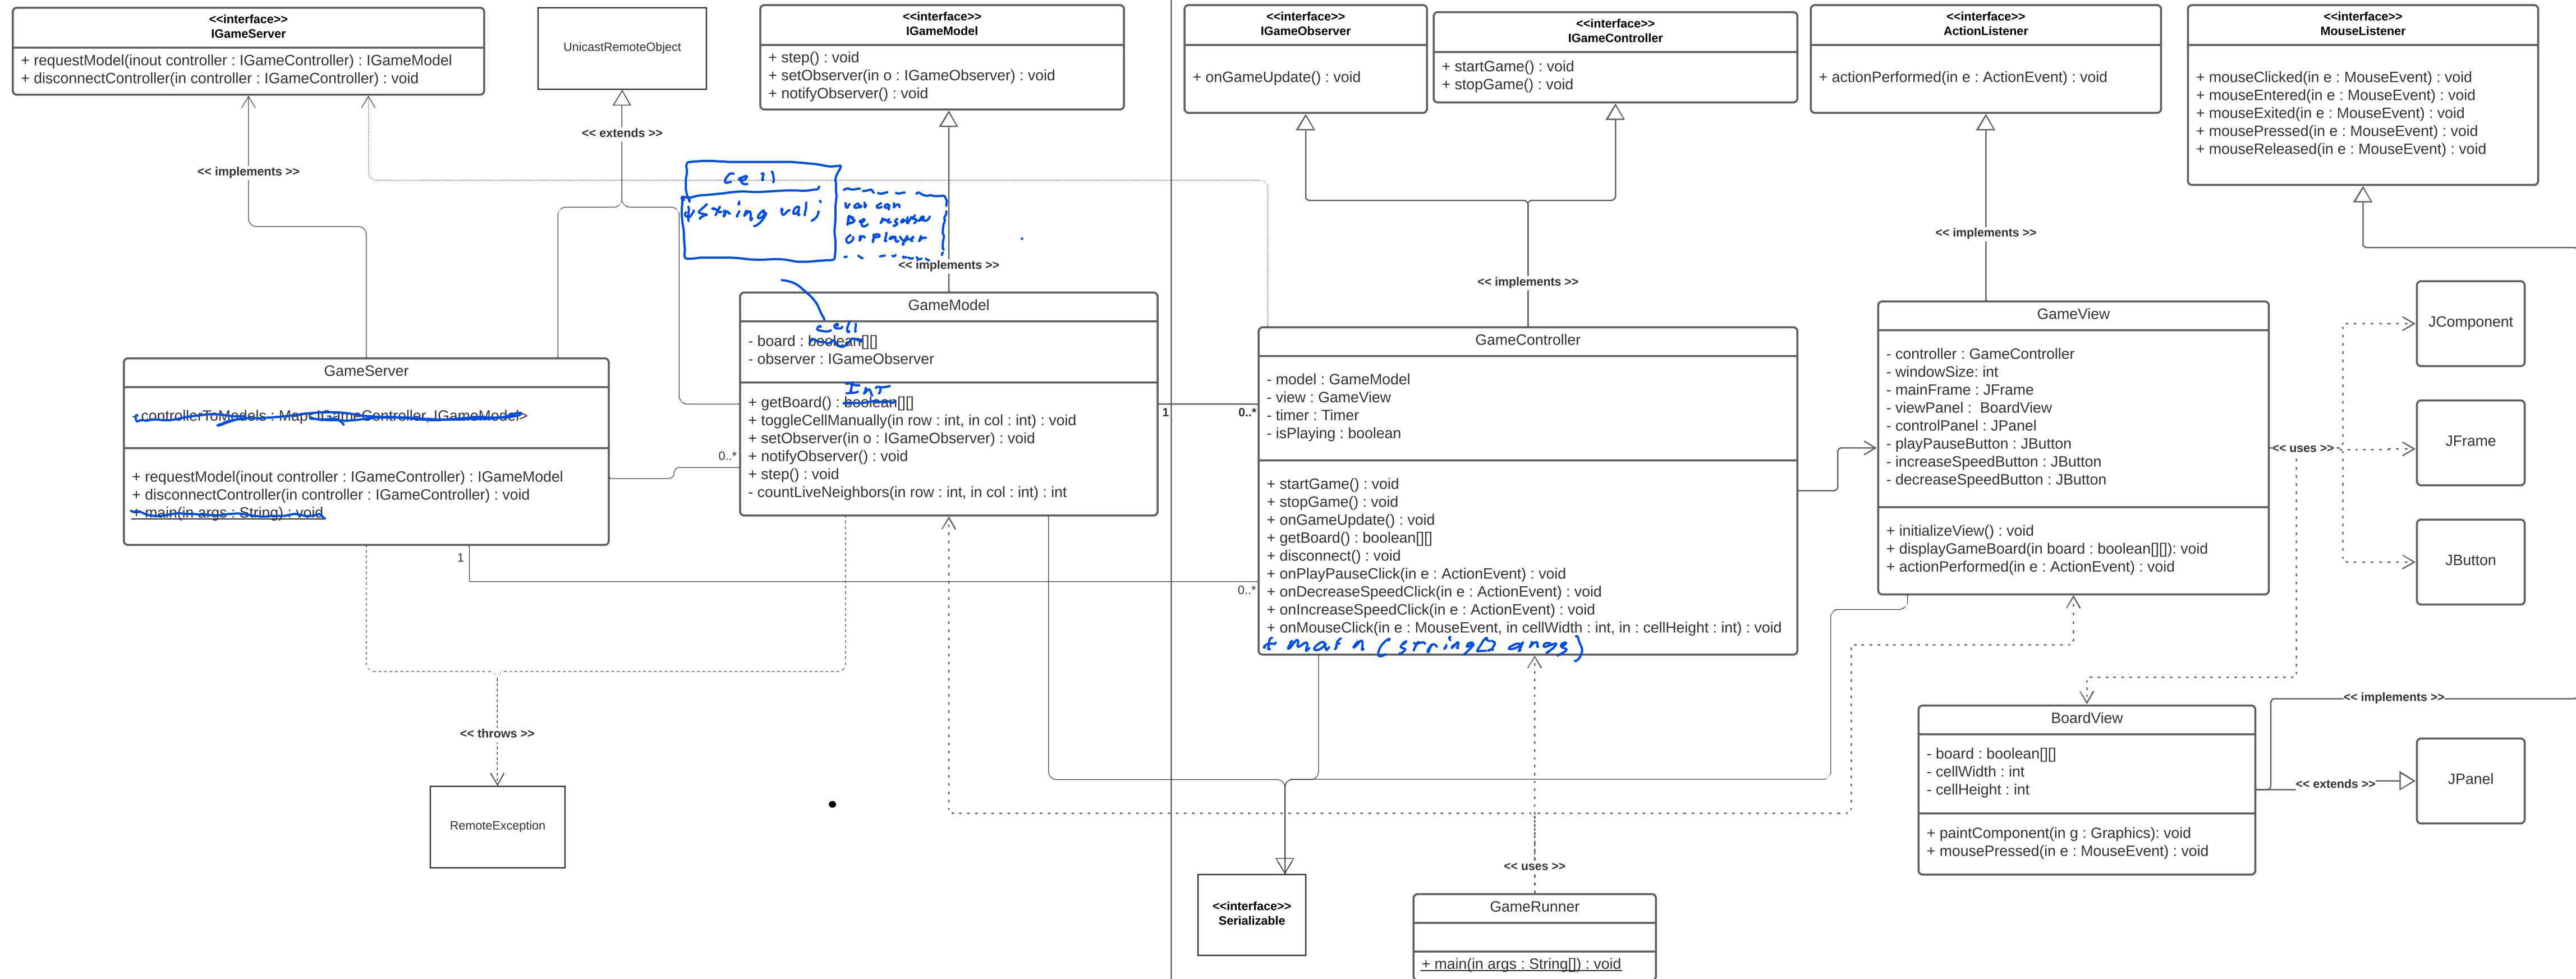 <<interface>>
IGameServer
+ requestModel(inout controller : IGameController) : IGameModel
+ disconnectController(in controller : IGameController) : void
UnicastRemoteObject
<<interface>>
IGameModel
+ step() : void
+ setObserver(in o : IGameObserver) : void
+ notifyObserver() : void
<<interface>>
IGameObserver
+ onGameUpdate() : void
<<interface>>
IGameController
+ startGame() : void
+ stopGame() : void
<<interface>>
ActionListener
+ actionPerformed(in e : ActionEvent) : void
<<interface>>
MouseListener
+ mouseClicked(in e : MouseEvent) : void
+ mouseEntered(in e : MouseEvent) : void
+ mouseExited(in e : MouseEvent) : void
+ mousePressed(in e : MouseEvent) : void
+ mouseReleased(in e : MouseEvent) : void
<< implements >>
<< extends >>
cell
string val;
val can
be
or player
<< implements >>
<< implements >>
<< implements >>
GameServer
- controllerToModels : Map<IGameController, IGameModel>
+ requestModel(inout controller : IGameController) : IGameModel
+ disconnectController(in controller : IGameController) : void
+ main(in args : String) : void
GameModel
cell
- board : boolean[][]
- observer : IGameObserver
Int
+ getBoard() : boolean[][]
+ toggleCellManually(in row : int, in col : int) : void
+ setObserver(in o : IGameObserver) : void
+ notifyObserver() : void
+ step() : void
- countLiveNeighbors(in row : int, in col : int) : int
0..*
1
0..*
1
0..*
GameController
- model : GameModel
- view : GameView
- timer : Timer
- isPlaying : boolean
+ startGame() : void
+ stopGame() : void
+ onGameUpdate() : void
+ getBoard() : boolean[][]
+ disconnect() : void
+ onPlayPauseClick(in e : ActionEvent) : void
+ onDecreaseSpeedClick(in e : ActionEvent) : void
+ onIncreaseSpeedClick(in e : ActionEvent) : void
+ onMouseClick(in e : MouseEvent, in cellWidth : int, in : cellHeight : int) : void
+ main (string[] args)
GameView
- controller : GameController
- windowSize: int
- mainFrame : JFrame
- viewPanel :  BoardView
- controlPanel : JPanel
- playPauseButton : JButton
- increaseSpeedButton : JButton
- decreaseSpeedButton : JButton
+ initializeView() : void
+ displayGameBoard(in board : boolean[][]): void
+ actionPerformed(in e : ActionEvent) : void
<< uses >>
JComponent
JFrame
JButton
<< throws >>
RemoteException
<<interface>>
Serializable
<< uses >>
GameRunner
+ main(in args : String[]) : void
<< implements >>
BoardView
- board : boolean[][]
- cellWidth : int
- cellHeight : int
+ paintComponent(in g : Graphics): void
+ mousePressed(in e : MouseEvent) : void
<< extends >>
JPanel